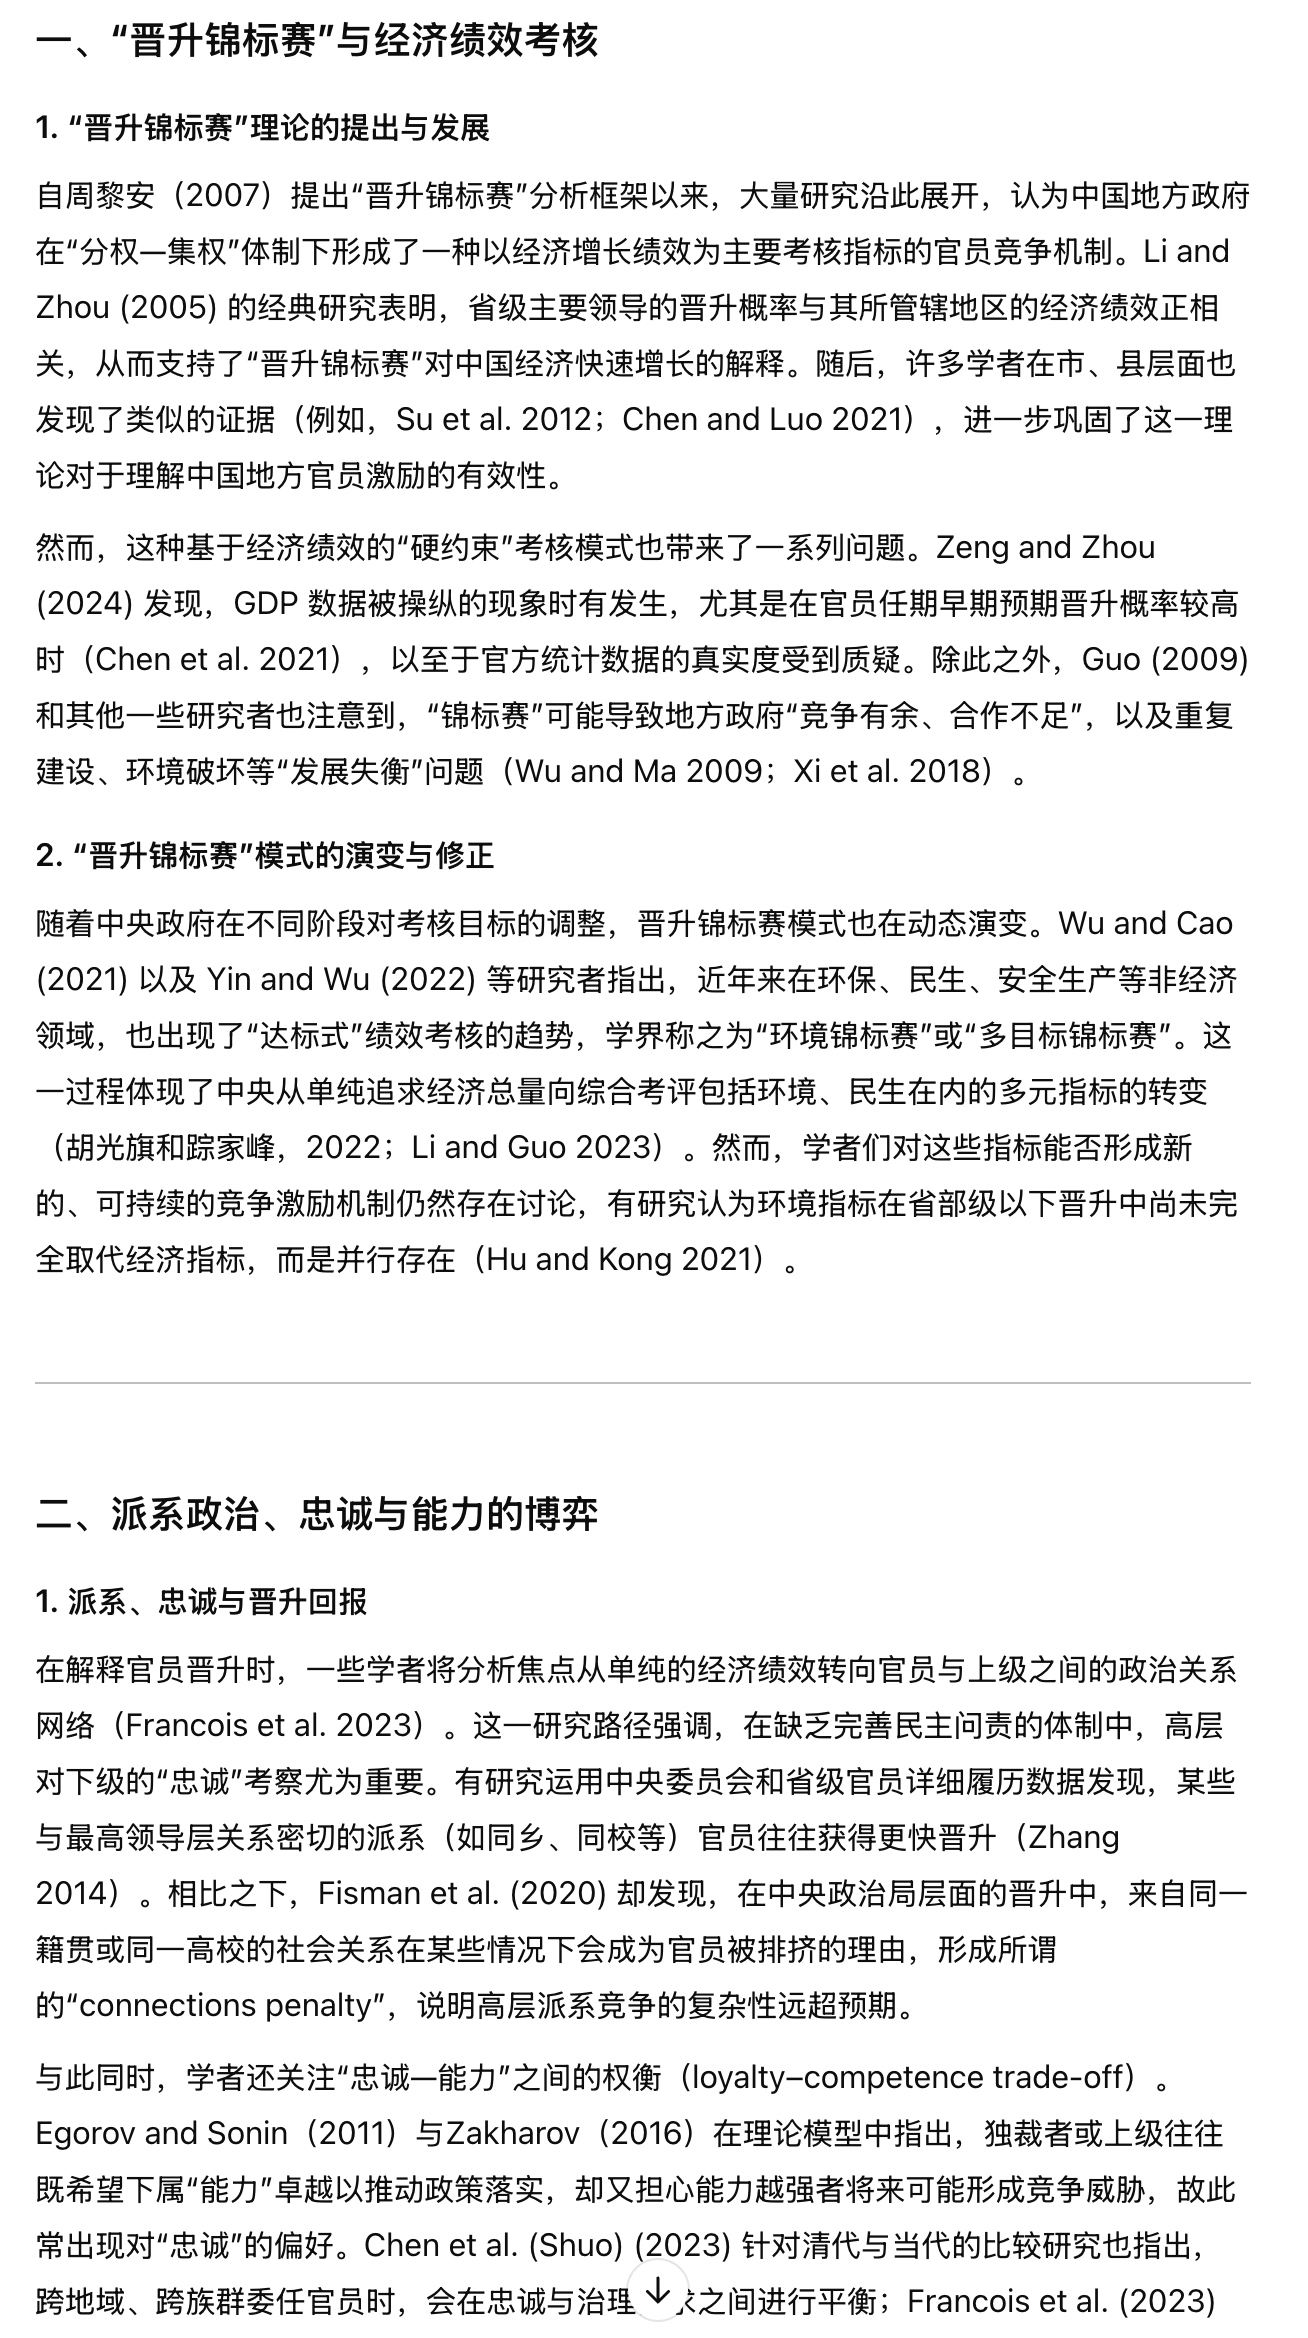 一、“晋升锦标赛”与经济绩效考核
1. “晋升锦标赛”理论的提出与发展
自周黎安（2007）提出“晋升锦标赛”分析框架以来，大量研究沿此展开，认为中国地方政府
在“分权—集权”体制下形成了一种以经济增长绩效为主要考核指标的官员竞争机制。Li and
Zhou (2005) 的经典研究表明，省级主要领导的晋升概率与其所管辖地区的经济绩效正相
关，从而支持了“晋升锦标赛”对中国经济快速增长的解释。随后，许多学者在市、县层面也
发现了类似的证据（例如，Su et al. 2012；Chen and Luo 2021），进一步巩固了这一理
论对于理解中国地方官员激励的有效性。
然而，这种基于经济绩效的“硬约束”考核模式也带来了一系列问题。Zeng and Zhou
(2024) 发现，GDP 数据被操纵的现象时有发生，尤其是在官员任期早期预期晋升概率较高
时（Chen et al. 2021），以至于官方统计数据的真实度受到质疑。除此之外，Guo (2009)
和其他一些研究者也注意到，“锦标赛”可能导致地方政府“竞争有余、合作不足”，以及重复
建设、环境破坏等“发展失衡”问题（Wu and Ma 2009；Xi et al. 2018）。
2. “晋升锦标赛”模式的演变与修正
随着中央政府在不同阶段对考核目标的调整，晋升锦标赛模式也在动态演变。Wu and Cao
(2021) 以及 Yin and Wu (2022) 等研究者指出，近年来在环保、民生、安全生产等非经济
领域，也出现了“达标式”绩效考核的趋势，学界称之为“环境锦标赛”或“多目标锦标赛”。这
一过程体现了中央从单纯追求经济总量向综合考评包括环境、民生在内的多元指标的转变
（胡光旗和踪家峰，2022；Li and Guo 2023）。然而，学者们对这些指标能否形成新
的、可持续的竞争激励机制仍然存在讨论，有研究认为环境指标在省部级以下晋升中尚未完
全取代经济指标，而是并行存在（Hu and Kong 2021）。
二、派系政治、忠诚与能力的博弈
1. 派系、忠诚与晋升回报
在解释官员晋升时，一些学者将分析焦点从单纯的经济绩效转向官员与上级之间的政治关系
网络（Francois et al. 2023）。这一研究路径强调，在缺乏完善民主问责的体制中，高层
对下级的“忠诚”考察尤为重要。有研究运用中央委员会和省级官员详细履历数据发现，某些
与最高领导层关系密切的派系（如同乡、同校等）官员往往获得更快晋升（Zhang
2014）。相比之下，Fisman et al. (2020) 却发现，在中央政治局层面的晋升中，来自同一
籍贯或同一高校的社会关系在某些情况下会成为官员被排挤的理由，形成所谓
的“connections penalty”，说明高层派系竞争的复杂性远超预期。
与此同时，学者还关注“忠诚—能力”之间的权衡（loyalty–competence trade-off）。
Egorov and Sonin（2011）与Zakharov（2016）在理论模型中指出，独裁者或上级往往
既希望下属“能力”卓越以推动政策落实，却又担心能力越强者将来可能形成竞争威胁，故此
常出现对“忠诚”的偏好。Chen et al. (Shuo) (2023) 针对清代与当代的比较研究也指出，
跨地域、跨族群委任官员时，会在忠诚与治理求之间进行平衡；Francois et al. (2023)